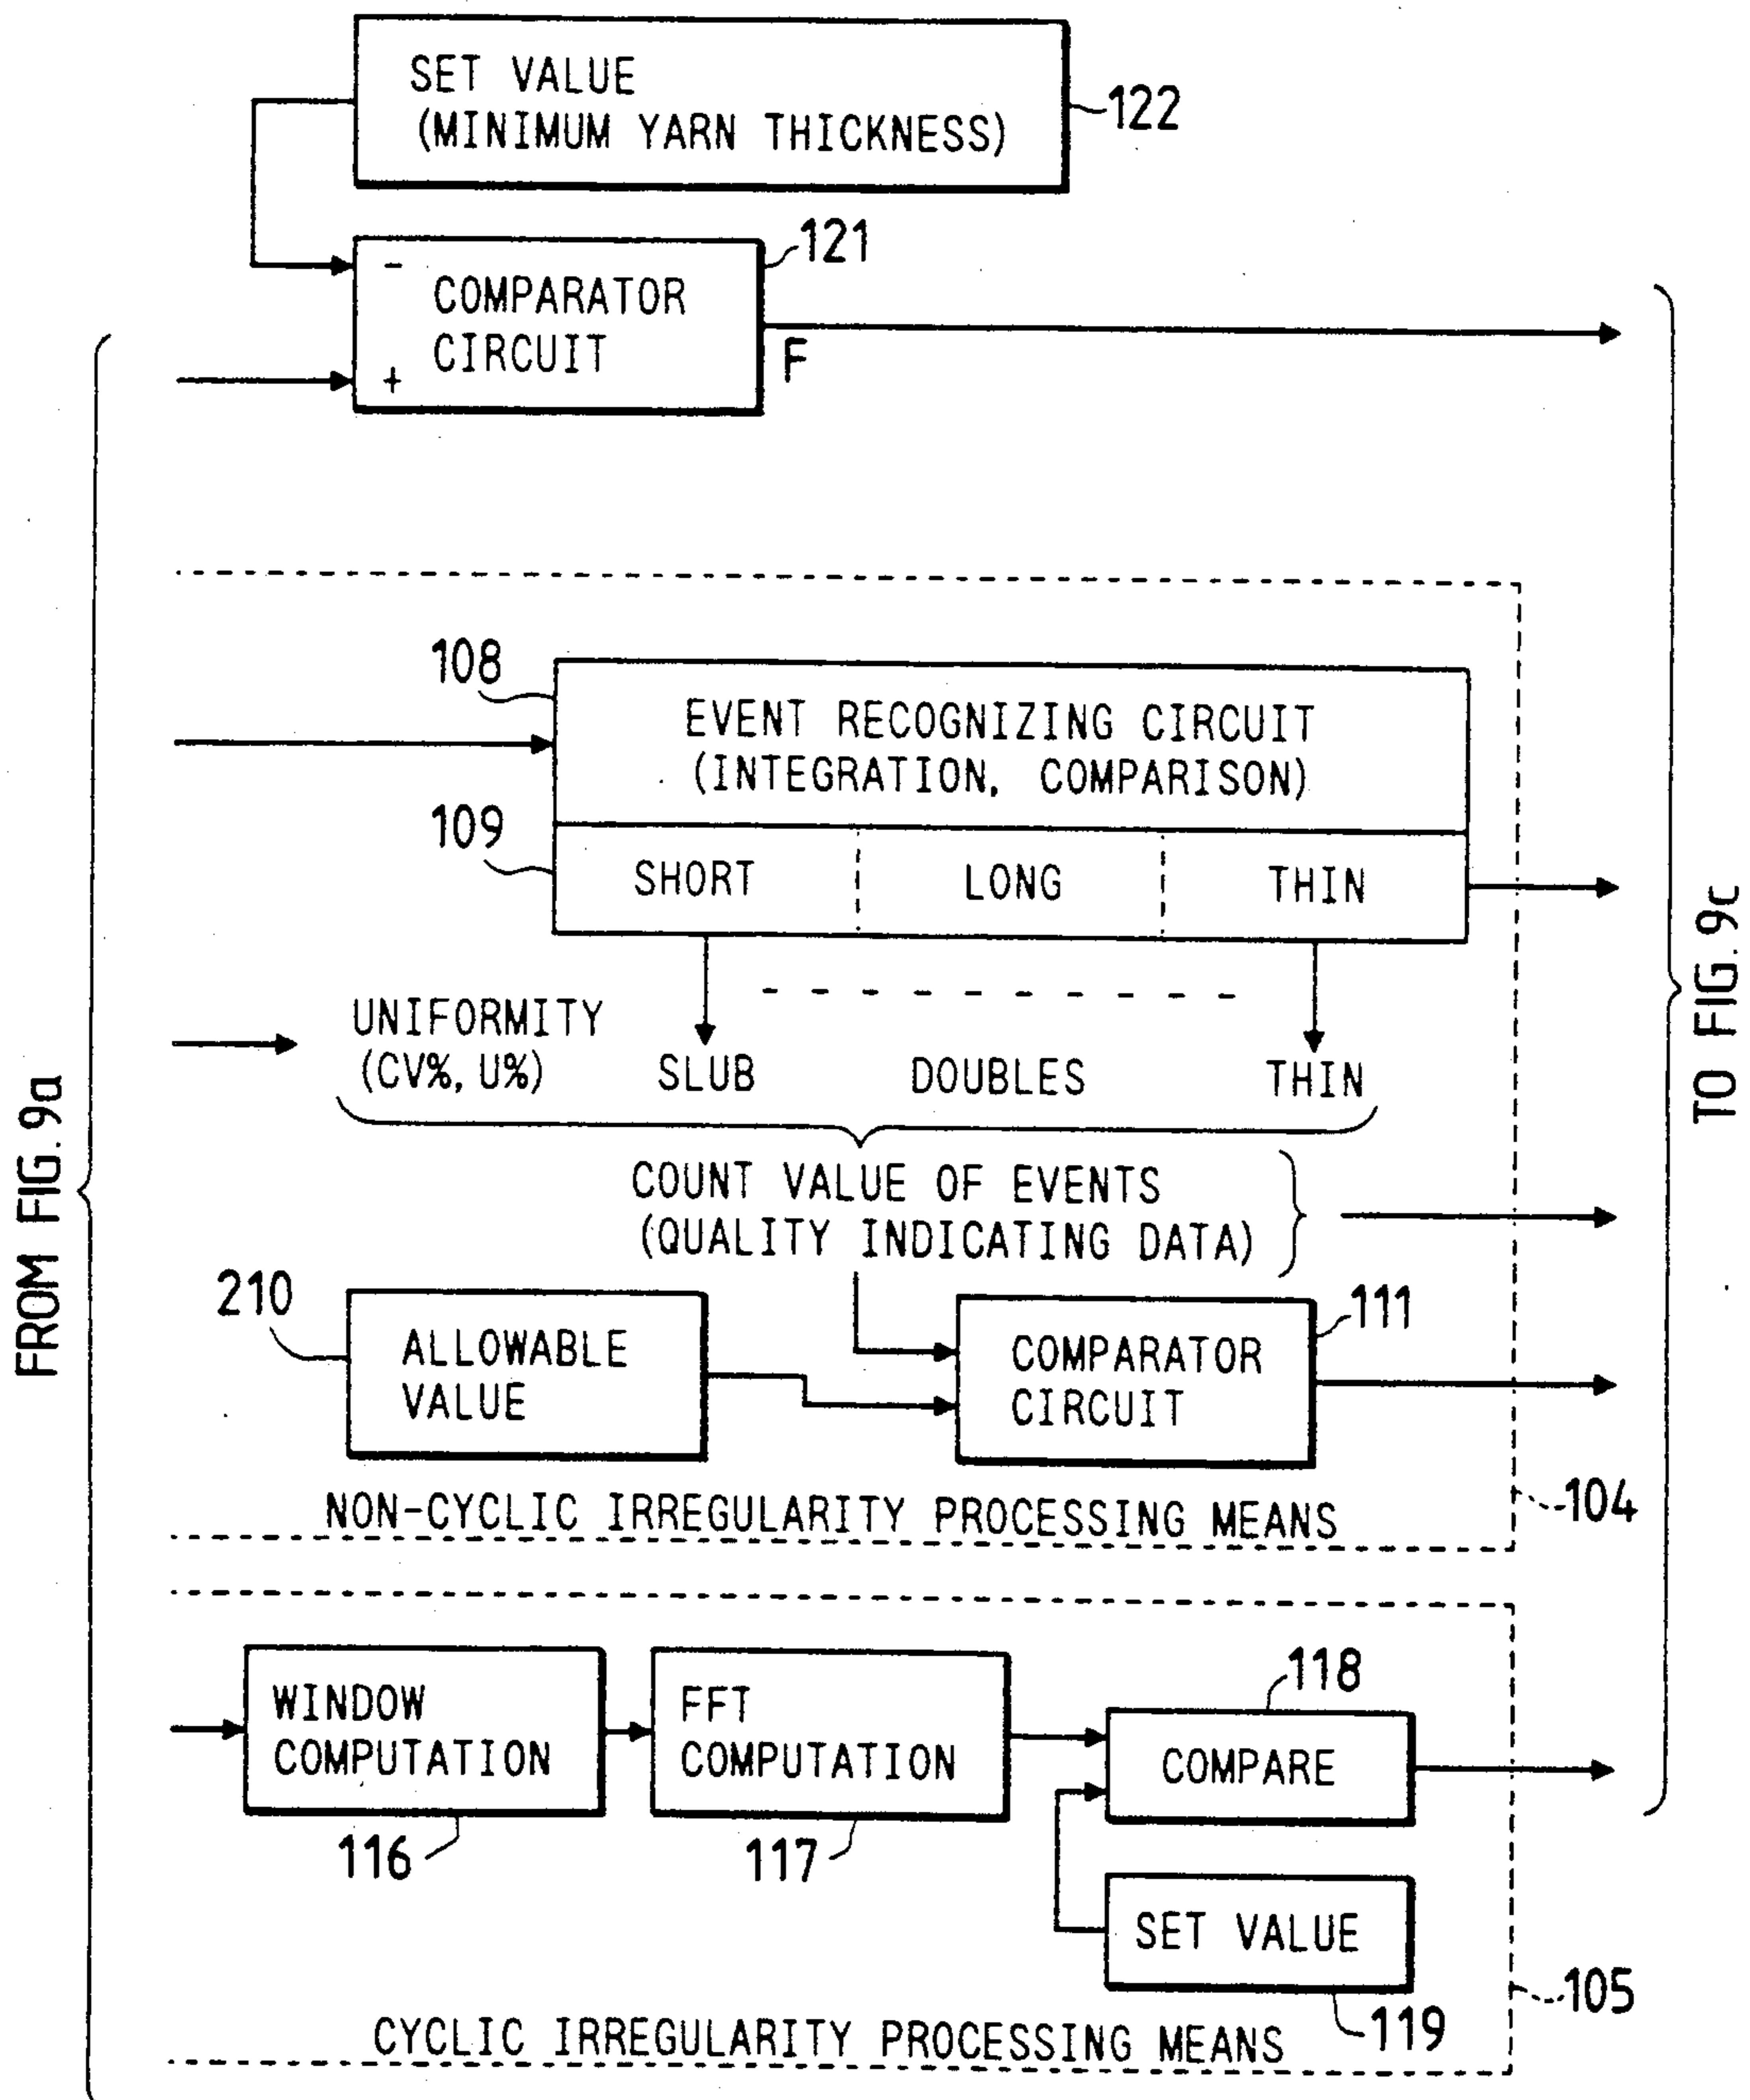 SET VALUE
(MINIMUM YARN THICKNESS)
122
121
-
COMPARATOR
CIRCUIT
+
F
108
EVENT RECOGNIZING CIRCUIT
(INTEGRATION, COMPARISON)
109
SHORT
LONG
THIN
UNIFORMITY
(CV%, U%)
SLUB
DOUBLES
THIN
COUNT VALUE OF EVENTS
(QUALITY INDICATING DATA)
210
ALLOWABLE
VALUE
111
COMPARATOR
CIRCUIT
NON-CYCLIC IRREGULARITY PROCESSING MEANS
104
WINDOW
COMPUTATION
116
FFT
COMPUTATION
117
118
COMPARE
SET VALUE
119
105
CYCLIC IRREGULARITY PROCESSING MEANS
FROM FIG. 9a
TO FIG. 9c